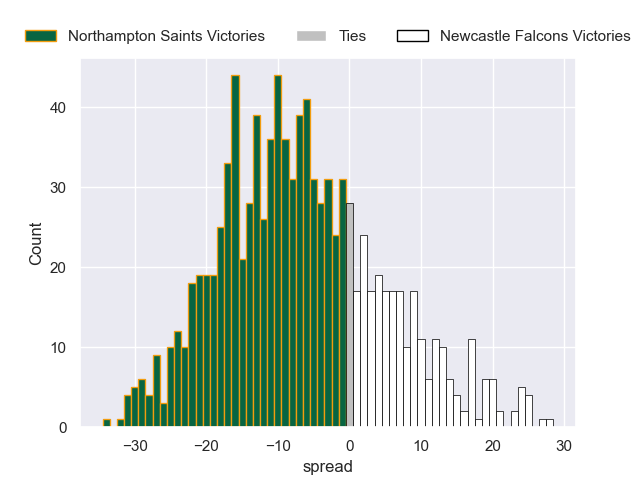 Northampton Saints Victories Ties Newcastle Falcons Victories
40
30
20
10
0
Count
−30 −20 −10 0 10 20 30
spread